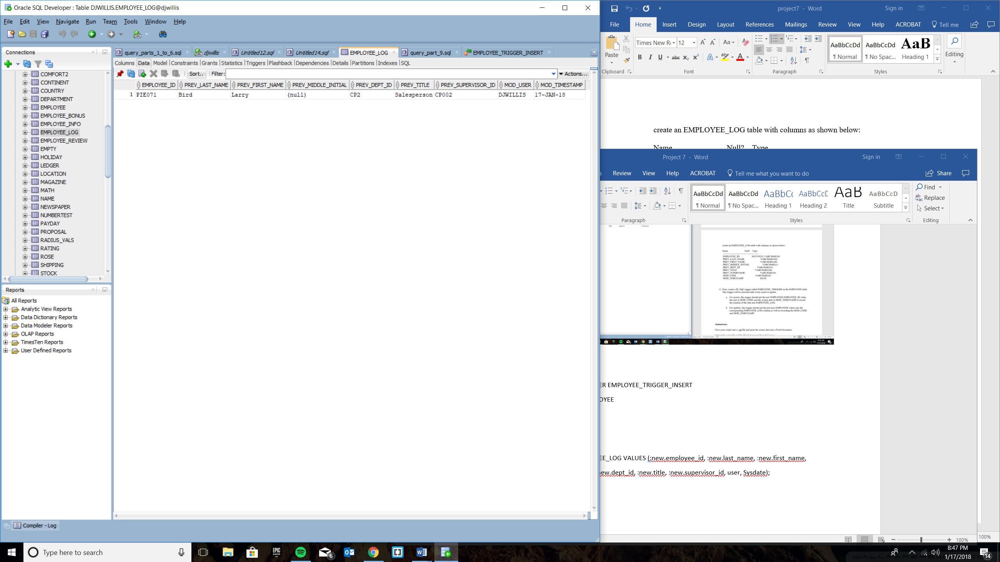 Oracle SQL Developer : Table DJWILLIS.EMPLOYEE_LOG@djwillis
File Edit View Navigate Run Team Tools Window Help
Connections
COMFORT2
CONTINENT
COUNTRY
DEPARTMENT
EMPLOYEE
EMPLOYEE_BONUS
EMPLOYEE_INFO
EMPLOYEE_LOG
EMPLOYEE_REVIEW
EMPTY
HOLIDAY
LEDGER
LOCATION
MAGAZINE
MATH
NAME
NEWSPAPER
NUMBERTEST
PAYDAY
PROPOSAL
RADIUS_VALS
RATING
ROSE
SHIPPING
STOCK
Reports
All Reports
Analytic View Reports
Data Dictionary Reports
Data Modeler Reports
OLAP Reports
TimesTen Reports
User Defined Reports
Compiler - Log
query_parts_1_to_6.sql djwillis Untitled12.sql Untitled14.sql EMPLOYEE_LOG query_part_9.sql EMPLOYEE_TRIGGER_INSERT
Columns Data Model Constraints Grants Statistics Triggers Flashback Dependencies Details Partitions Indexes SQL
Sort.. Filter: Actions...
EMPLOYEE_ID PREV_LAST_NAME PREV_FIRST_NAME PREV_MIDDLE_INITIAL PREV_DEPT_ID PREV_TITLE PREV_SUPERVISOR_ID MOD_USER MOD_TIMESTAMP
1 PIE071 Bird Larry (null) CP2 Salesperson CP002 DJWILLIS 17-JAN-18
project7 - Word Sign in
File Home Insert Design Layout References Mailings Review View Help ACROBAT Tell me
Paste Times New R 12 Aa
AaBbCcDd AaBbCcDd AaB
¶ Normal ¶ No Spac... Heading 1 Editing
Clipboard Font Paragraph Styles
create an EMPLOYEE_LOG table with columns as shown below:
Name Null? Type
Project 7 - Word Sign in
s Review View Help ACROBAT Tell me what you want to do Share
AaBbCcDd AaBbCcDd AaBbCc AaBbCcD AaB AaBbCcD
¶ Normal ¶ No Spac... Heading 1 Heading 2 Title Subtitle
Find
Replace
Select
Paragraph Styles Editing
Yes (null) 9 (null)
create an EMPLOYEE_LOG table with columns as shown below:
Name Null? Type
EMPLOYEE_ID NOT NULL VARCHAR2(8)
PREV_LAST_NAME VARCHAR2(40)
PREV_FIRST_NAME VARCHAR2(40)
PREV_MIDDLE_INITIAL VARCHAR2(1)
PREV_DEPT_ID VARCHAR2(4)
PREV_TITLE VARCHAR2(40)
PREV_SUPERVISOR VARCHAR2(8)
MOD_USER VARCHAR2(8)
MOD_TIMESTAMP DATE
11. Next, create a PL/SQL trigger called EMPLOYEE_TRIGGER on the EMPLOYEE table.
This trigger will be executed after every insert or update.
a. For inserts, this trigger should put the new EMPLOYEE.EMPLOYEE_ID value,
the user in MOD_USER, and the system date in MOD_TIMESTAMP to record
the creation of the data into EMPLOYEE_LOG.
b. For updates, this trigger should put the previous EMPLOYEE values into the
corresponding EMPLOYEE_LOG column as well as recording the MOD_USER
and MOD_TIMESTAMP.
Submission:
Save your scripts into a .sql file and paste the screen shot into a Word document.
ER EMPLOYEE_TRIGGER_INSERT
OYEE
EE_LOG VALUES (:new.employee_id, :new.last_name, :new.first_name,
new.dept_id, :new.title, :new.supervisor_id, user, Sysdate);
100%
100%
Type here to search
EPIC
GAMES
6
8:47 PM
1/17/2018
14